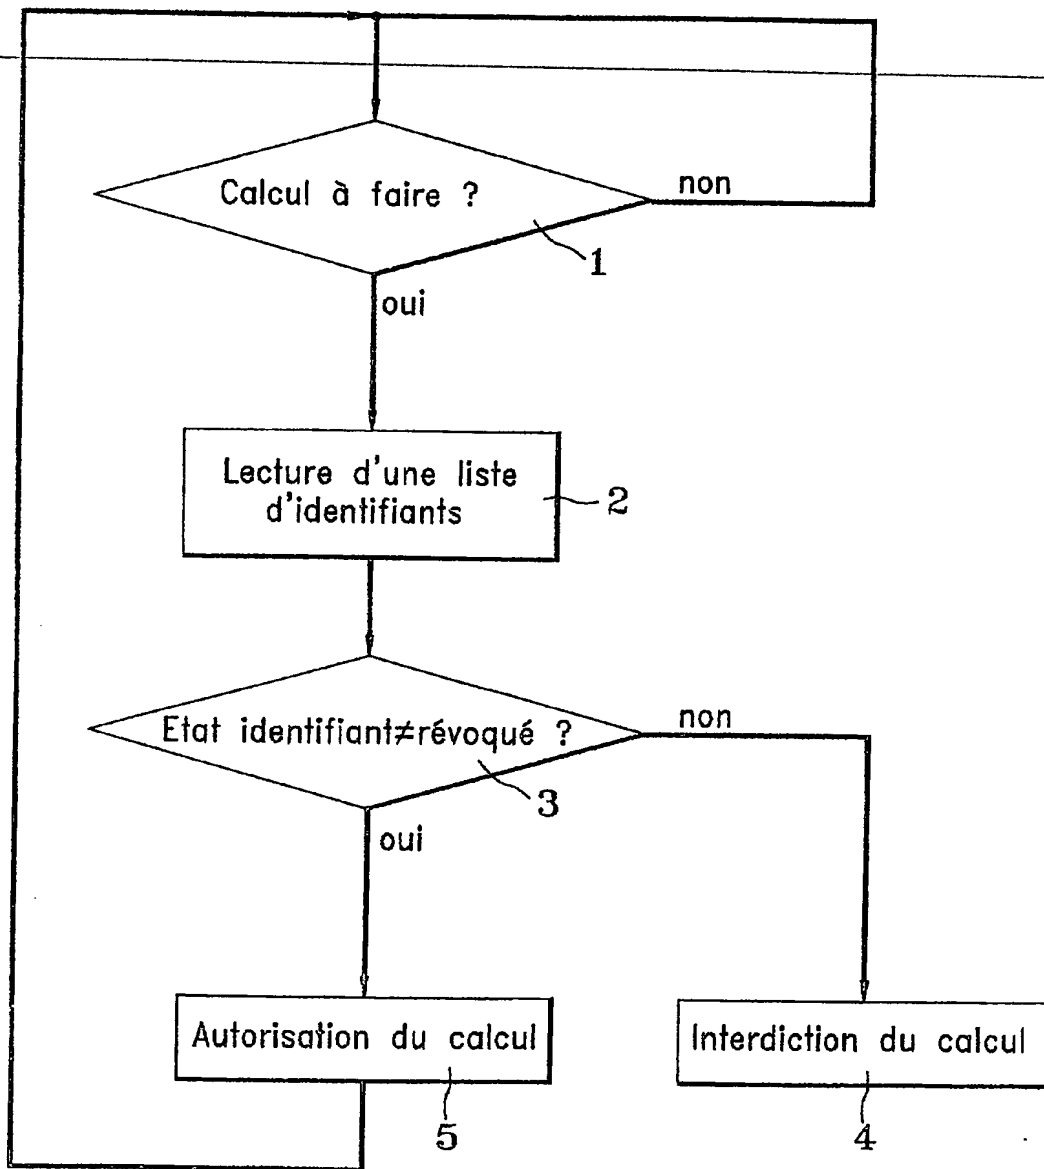 Calcul à faire ?
non
1
oui
Lecture d'une liste
d'identifiants
2
Etat identifiant≠révoqué ?
non
3
oui
Autorisation du calcul
Interdiction du calcul
5
4